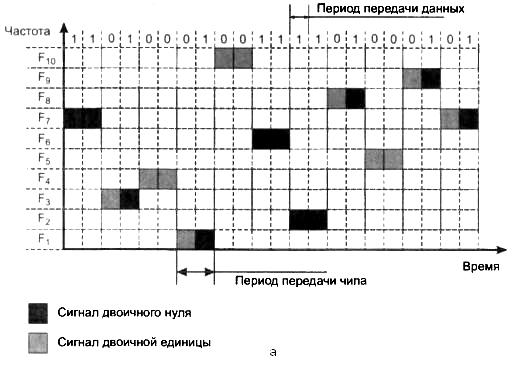 Период передачи данных
Частота
1 1 0 1 0 0 0 1 0 0 1 1 1 1 0 1 0 0 0 1 0 1
F10
F9
F8
F7
F6
F5
F4
F3
F2
F1
Время
Период передачи чипа
Сигнал двоичного нуля
Сигнал двоичной единицы
а